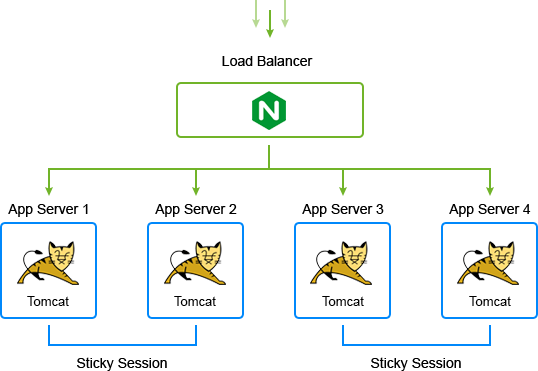 Load Balancer
N
App Server 1
App Server 2
App Server 3
App Server 4
Tomcat
Tomcat
Tomcat
Tomcat
Sticky Session
Sticky Session